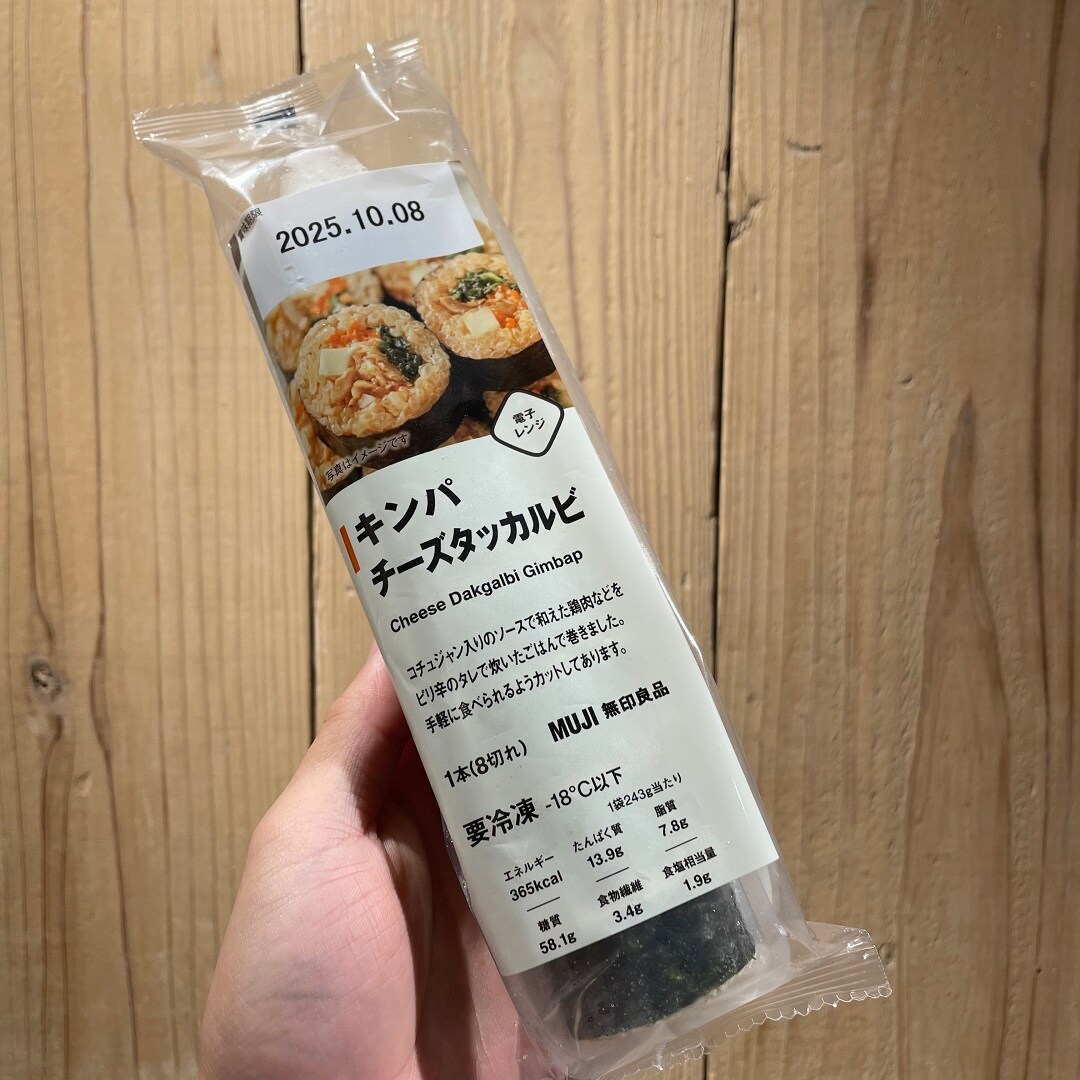 賞味期限
2025.10.08
写真はイメージです
電子
レンジ
キンパ
チーズタッカルビ
Cheese Dakgalbi Gimbap
コチュジャン入りのソースで和えた鶏肉などを
ピリ辛のタレで炊いたごはんで巻きました。
手軽に食べられるようカットしてあります。
1本(8切れ)
MUJI 無印良品
要冷凍 -18℃以下
1袋243g当たり
エネルギー
365kcal
たんぱく質
13.9g
脂質
7.8g
糖質
58.1g
食物繊維
3.4g
食塩相当量
1.9g